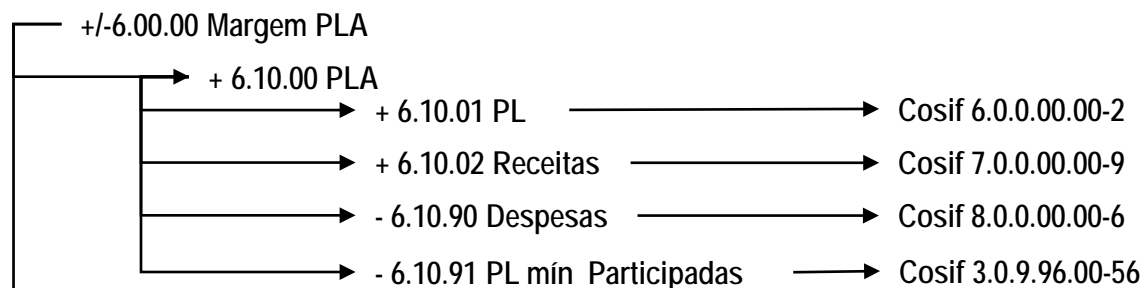 +/-6.00.00 Margem PLA
+ 6.10.00 PLA
+ 6.10.01 PL Cosif 6.0.0.00.00-2
+ 6.10.02 Receitas Cosif 7.0.0.00.00-9
- 6.10.90 Despesas Cosif 8.0.0.00.00-6
- 6.10.91 PL mín Participadas Cosif 3.0.9.96.00-56